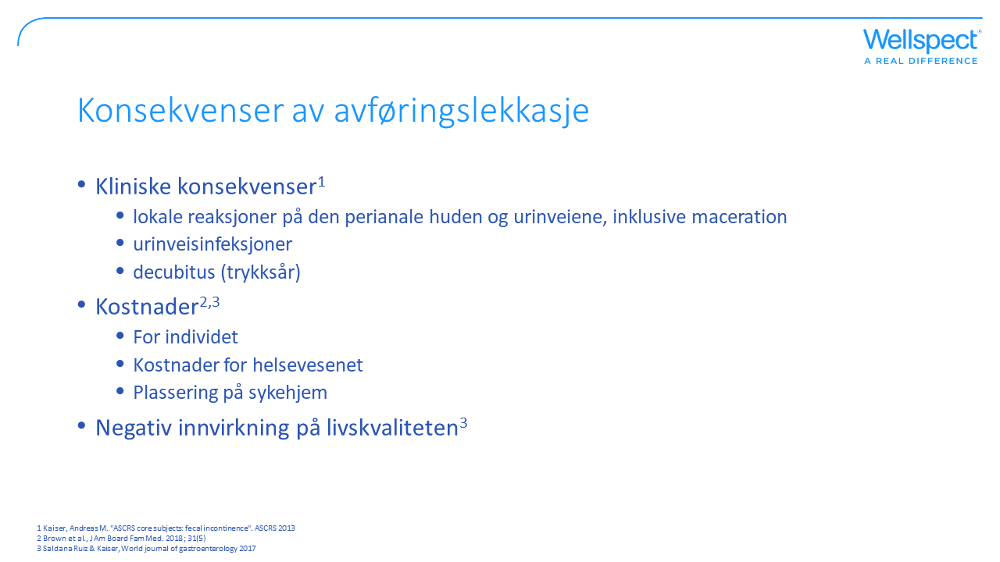 Wellspect®
A REAL DIFFERENCE
Konsekvenser av avføringslekkasje
• Kliniske konsekvenser1
• lokale reaksjoner på den perianale huden og urinveiene, inklusive maceration
• urinveisinfeksjoner
• decubitus (trykksår)
• Kostnader2,3
• For individet
• Kostnader for helsevesenet
• Plassering på sykehjem
• Negativ innvirkning på livskvaliteten3
1 Kaiser, Andreas M. "ASCRS core subjects: fecal incontinence". ASCRS 2013
2 Brown et al., J Am Board Fam Med. 2018; 31(5)
3 Saldana Ruiz & Kaiser, World journal of gastroenterology 2017